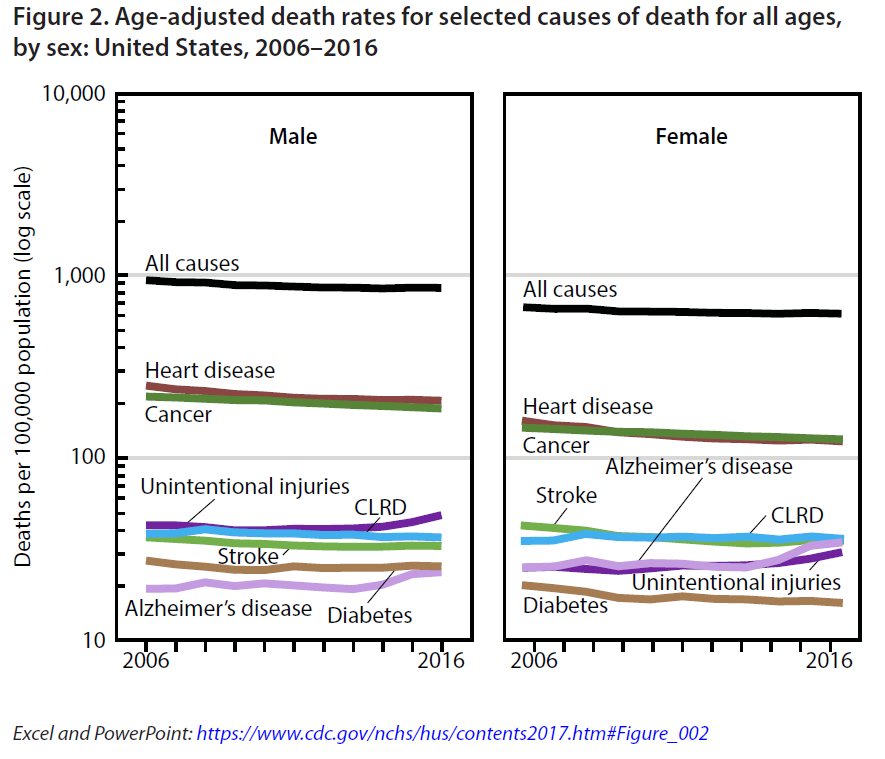 Figure 2. Age-adjusted death rates for selected causes of death for all ages,
by sex: United States, 2006–2016
Deaths per 100,000 population (log scale)
10,000
1,000
100
10
Male
All causes
Heart disease
Cancer
Unintentional injuries
CLRD
Stroke
Alzheimer's disease
Diabetes
2006
2016
Female
All causes
Heart disease
Cancer
Alzheimer's disease
Stroke
CLRD
Unintentional injuries
Diabetes
2006
2016
Excel and PowerPoint: https://www.cdc.gov/nchs/hus/contents2017.htm#Figure_002